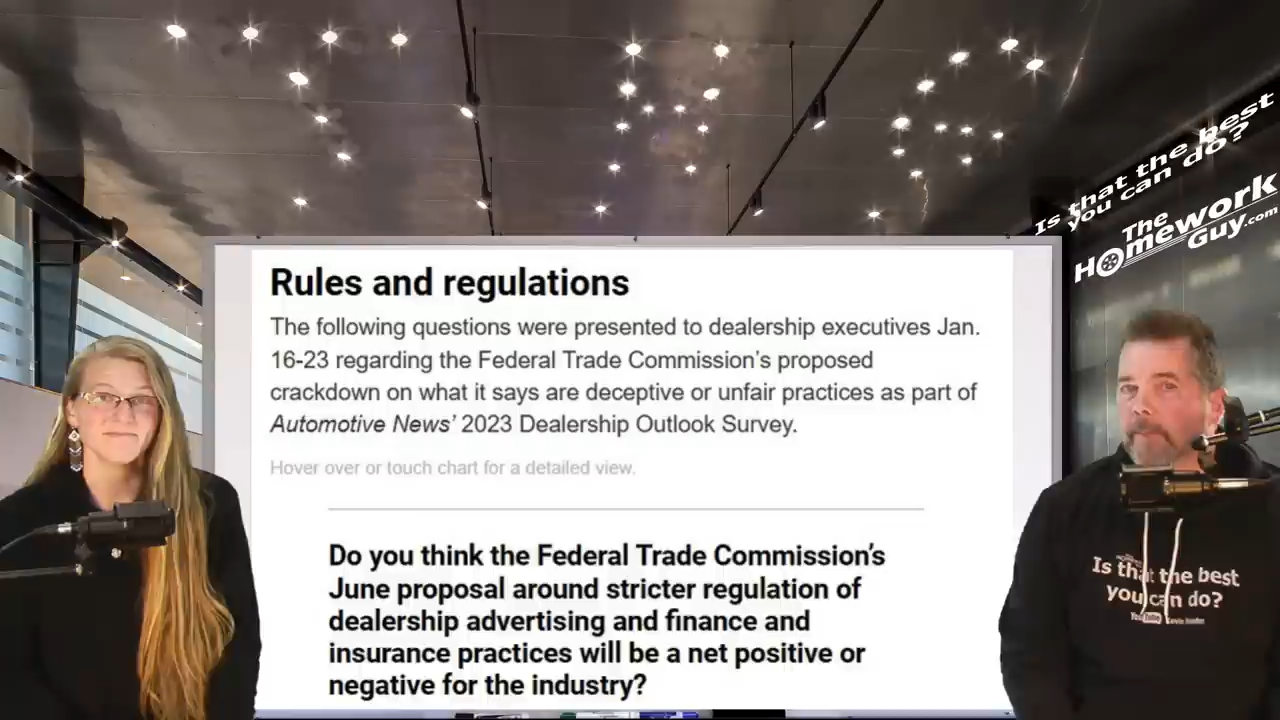 Is that the best
you can do?
The
Homework
Guy.com
Rules and regulations
The following questions were presented to dealership executives Jan.
16-23 regarding the Federal Trade Commission’s proposed
crackdown on what it says are deceptive or unfair practices as part of
Automotive News’ 2023 Dealership Outlook Survey.
Hover over or touch chart for a detailed view.
Do you think the Federal Trade Commission’s
June proposal around stricter regulation of
dealership advertising and finance and
insurance practices will be a net positive or
negative for the industry?
Is that the best
you can do?
YouTube